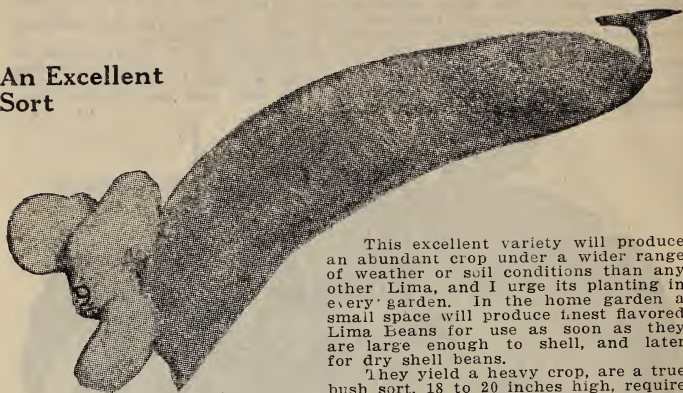 An Excellent
Sort
This excellent variety will produce
an abundant crop under a wider range
of weather or soil conditions than any
other Lima, and I urge its planting in
every garden. In the home garden a
small space will produce finest flavored
Lima Beans for use as soon as they
are large enough to shell, and later
for dry shell beans.
They yield a heavy crop, are a true
bush sort, 18 to 20 inches high, require